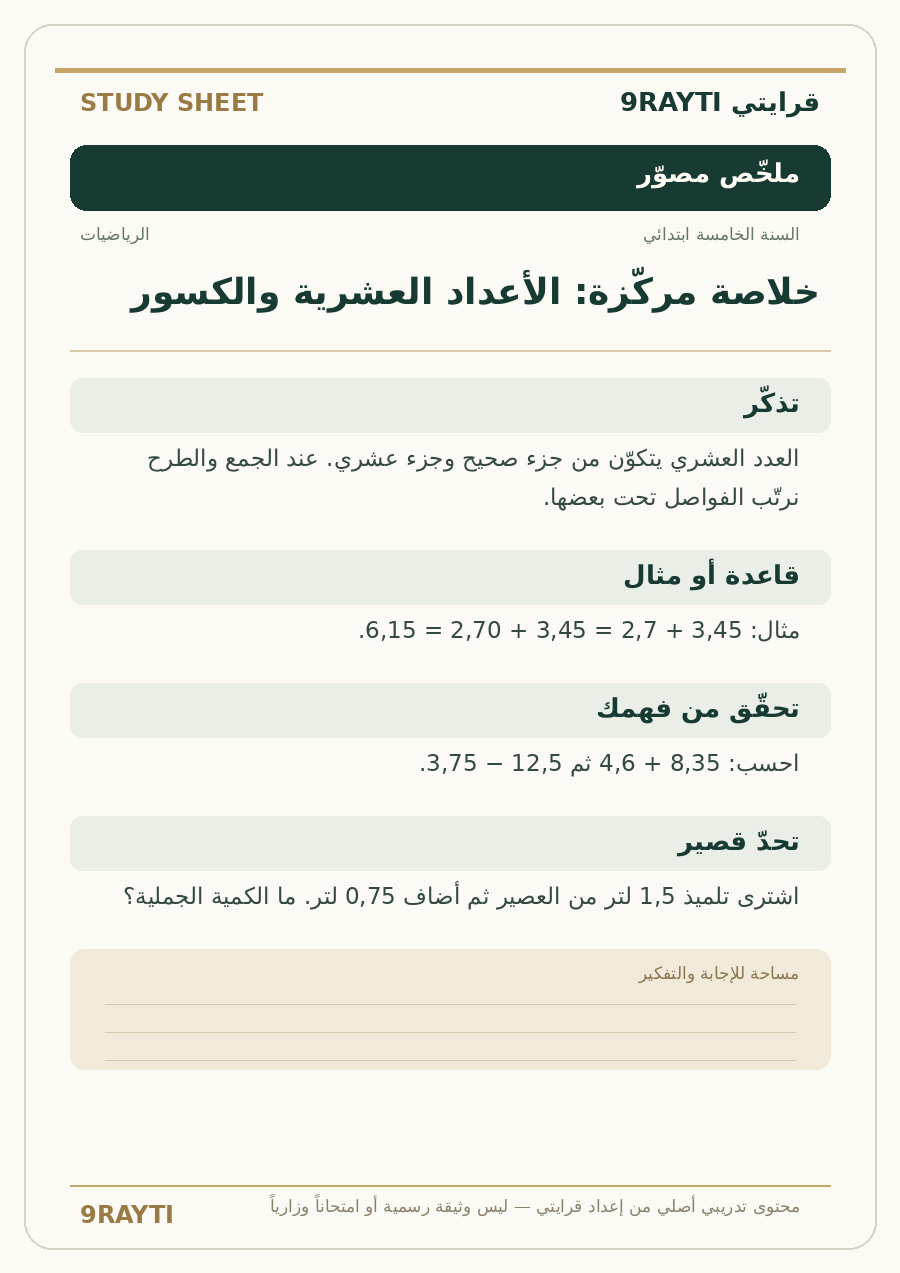 قرايتي 9RAYTI
STUDY SHEET
ملخّص مصوّر
السنة الخامسة ابتدائي
الرياضيات
خلاصة مركّزة: الأعداد العشرية والكسور
تذكّر
العدد العشري يتكوّن من جزء صحيح وجزء عشري. عند الجمع والطرح
نرتّب الفواصل تحت بعضها.
قاعدة أو مثال
مثال: 3,45 + 2,7 = 3,45 + 2,70 = 6,15.
تحقّق من فهمك
احسب: 8,35 + 4,6 ثم 12,5 − 3,75.
تحدّ قصير
اشترى تلميذ 1,5 لتر من العصير ثم أضاف 0,75 لتر. ما الكمية الجملية؟
مساحة للإجابة والتفكير
محتوى تدريبي أصلي من إعداد قرايتي — ليس وثيقة رسمية أو امتحاناً وزارياً
9RAYTI